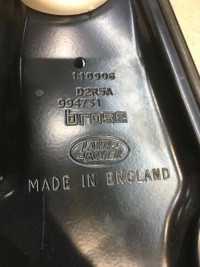 110906
D2R5A
994731
brose
LAND-
ROVER
MADE IN ENGLAND